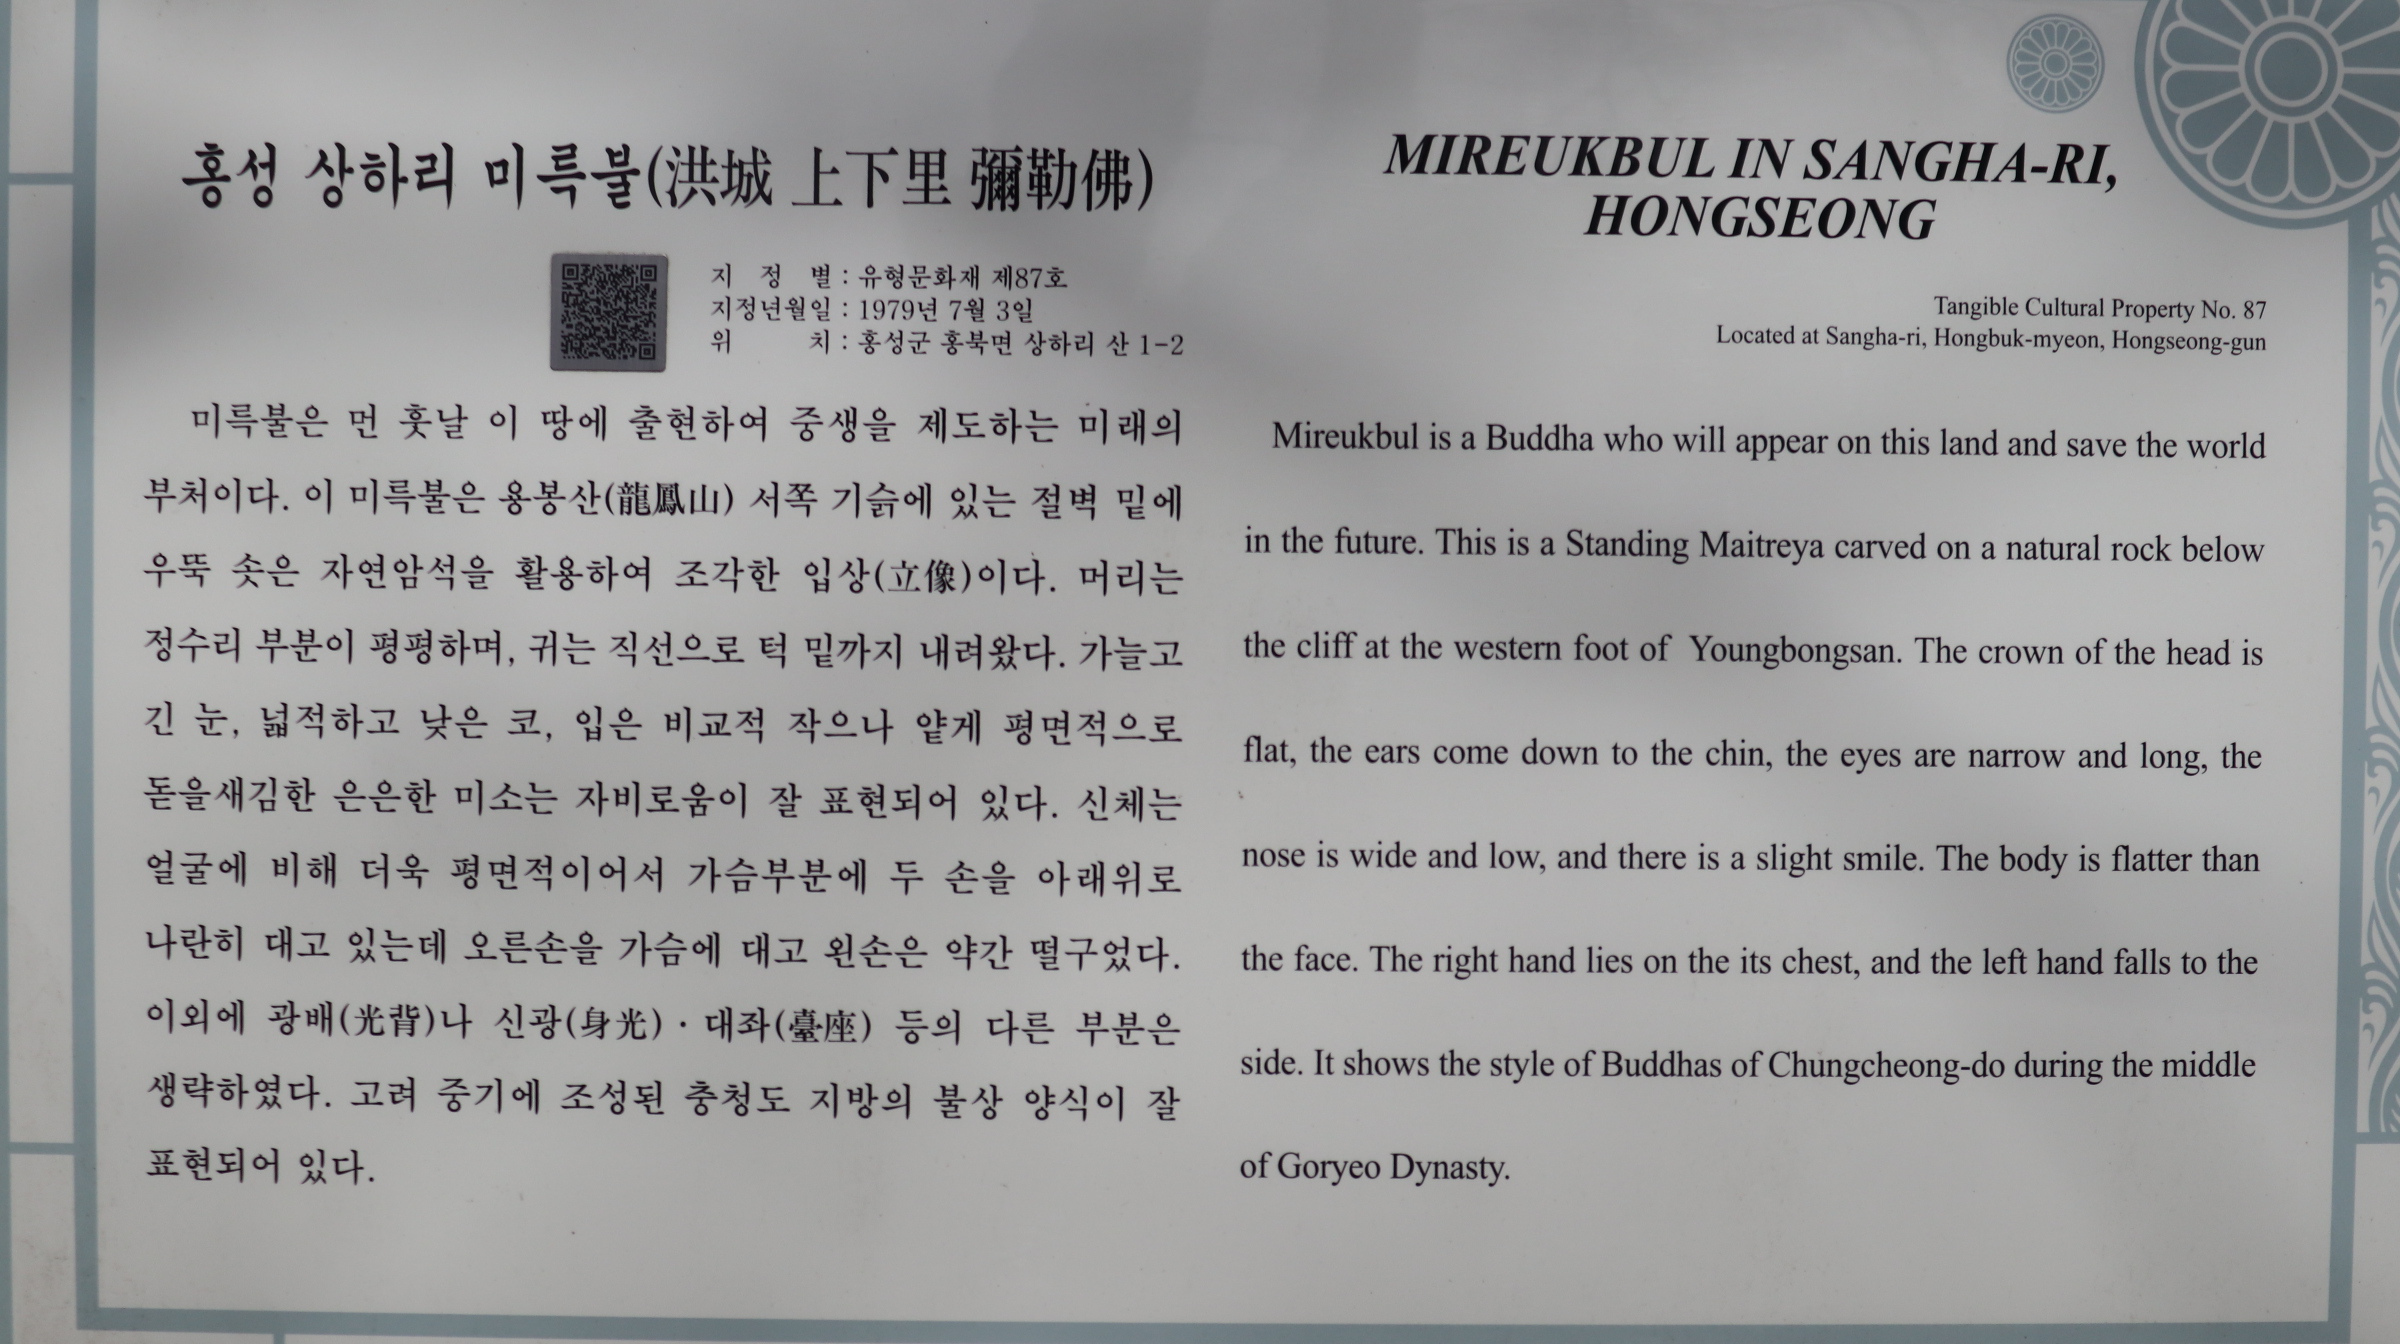 홍성 상하리 미륵불(洪城 上下里 彌勒佛)
지 정 별 : 유형문화재 제87호
지정년월일 : 1979년 7월 3일
위 치 : 홍성군 홍북면 상하리 산 1-2
미륵불은 먼 훗날 이 땅에 출현하여 중생을 제도하는 미래의
부처이다. 이 미륵불은 용봉산(龍鳳山) 서쪽 기슭에 있는 절벽 밑에
우뚝 솟은 자연암석을 활용하여 조각한 입상(立像)이다. 머리는
정수리 부분이 평평하며, 귀는 직선으로 턱 밑까지 내려왔다. 가늘고
긴 눈, 넓적하고 낮은 코, 입은 비교적 작으나 얕게 평면적으로
돋을새김한 은은한 미소는 자비로움이 잘 표현되어 있다. 신체는
얼굴에 비해 더욱 평면적이어서 가슴부분에 두 손을 아래위로
나란히 대고 있는데 오른손을 가슴에 대고 왼손은 약간 떨구었다.
이외에 광배(光背)나 신광(身光)·대좌(臺座) 등의 다른 부분은
생략하였다. 고려 중기에 조성된 충청도 지방의 불상 양식이 잘
표현되어 있다.
MIREUKBUL IN SANGHA-RI,
HONGSEONG
Tangible Cultural Property No. 87
Located at Sangha-ri, Hongbuk-myeon, Hongseong-gun
Mireukbul is a Buddha who will appear on this land and save the world
in the future. This is a Standing Maitreya carved on a natural rock below
the cliff at the western foot of Youngbongsan. The crown of the head is
flat, the ears come down to the chin, the eyes are narrow and long, the
nose is wide and low, and there is a slight smile. The body is flatter than
the face. The right hand lies on the its chest, and the left hand falls to the
side. It shows the style of Buddhas of Chungcheong-do during the middle
of Goryeo Dynasty.